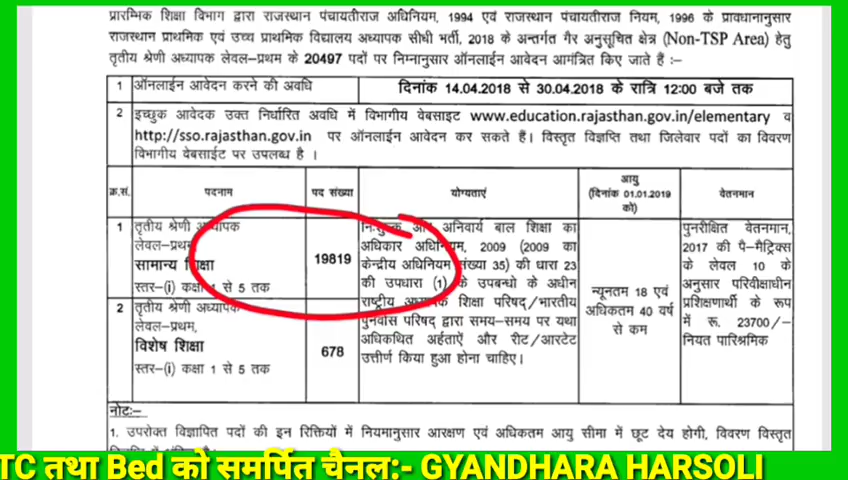 प्रारम्भिक शिक्षा विभाग द्वारा राजस्थान पंचायतीराज अधिनियम, 1994 एवं राजस्थान पंचायतीराज नियम, 1996 के प्रावधानानुसार
राजस्थान प्राथमिक एवं उच्च प्राथमिक विद्यालय अध्यापक सीधी भर्ती, 2018 के अन्तर्गत गैर अनुसूचित क्षेत्र (Non-TSP Area) हेतु
तृतीय श्रेणी अध्यापक लेवल–प्रथम के 20497 पदों पर निम्नानुसार ऑनलाईन आवेदन आमंत्रित किए जाते हैं :–
1 ऑनलाईन आवेदन करने की अवधि दिनांक 14.04.2018 से 30.04.2018 के रात्रि 12:00 बजे तक
2 इच्छुक आवेदक उक्त निर्धारित अवधि में विभागीय वेबसाइट www.education.rajasthan.gov.in/elementary व
http://sso.rajasthan.gov.in पर ऑनलाईन आवेदन कर सकते हैं। विस्तृत विज्ञप्ति तथा जिलेवार पदों का विवरण
विभागीय वेबसाईट पर उपलब्ध है ।
क्र.सं. पदनाम पद संख्या योग्यताएं आयु (दिनांक 01.01.2019 को) वेतनमान
1 तृतीय श्रेणी अध्यापक
लेवल–प्रथम
सामान्य शिक्षा
स्तर–(i) कक्षा 1 से 5 तक
19819
2 तृतीय श्रेणी अध्यापक
लेवल–प्रथम,
विशेष शिक्षा
स्तर–(i) कक्षा 1 से 5 तक
678
निःशुल्क और अनिवार्य बाल शिक्षा का
अधिकार अधिनियम, 2009 (2009 का
केन्द्रीय अधिनियम संख्या 35) की धारा 23
की उपधारा (1) के उपबन्धो के अधीन
राष्ट्रीय अध्यापक शिक्षा परिषद्/भारतीय
पुनर्वास परिषद् द्वारा समय–समय पर यथा
अधिकथित अर्हताऐं और रीट/आरटेट
उत्तीर्ण किया हुआ होना चाहिए।
न्यूनतम 18 एवं
अधिकतम 40 वर्ष
से कम
पुनरीक्षित वेतनमान,
2017 की पै–मैट्रिक्स
के लेवल 10 के
अनुसार परिवीक्षाधीन
प्रशिक्षणार्थी के रूप
में रू. 23700/–
नियत पारिश्रमिक
नोटः–
1. उपरोक्त विज्ञापित पदों की इन रिक्तियों में नियमानुसार आरक्षण एवं अधिकतम आयु सीमा में छूट देय होगी, विवरण विस्तृत
TC तथा Bed को समर्पित चैनल:- GYANDHARA HARSOLI